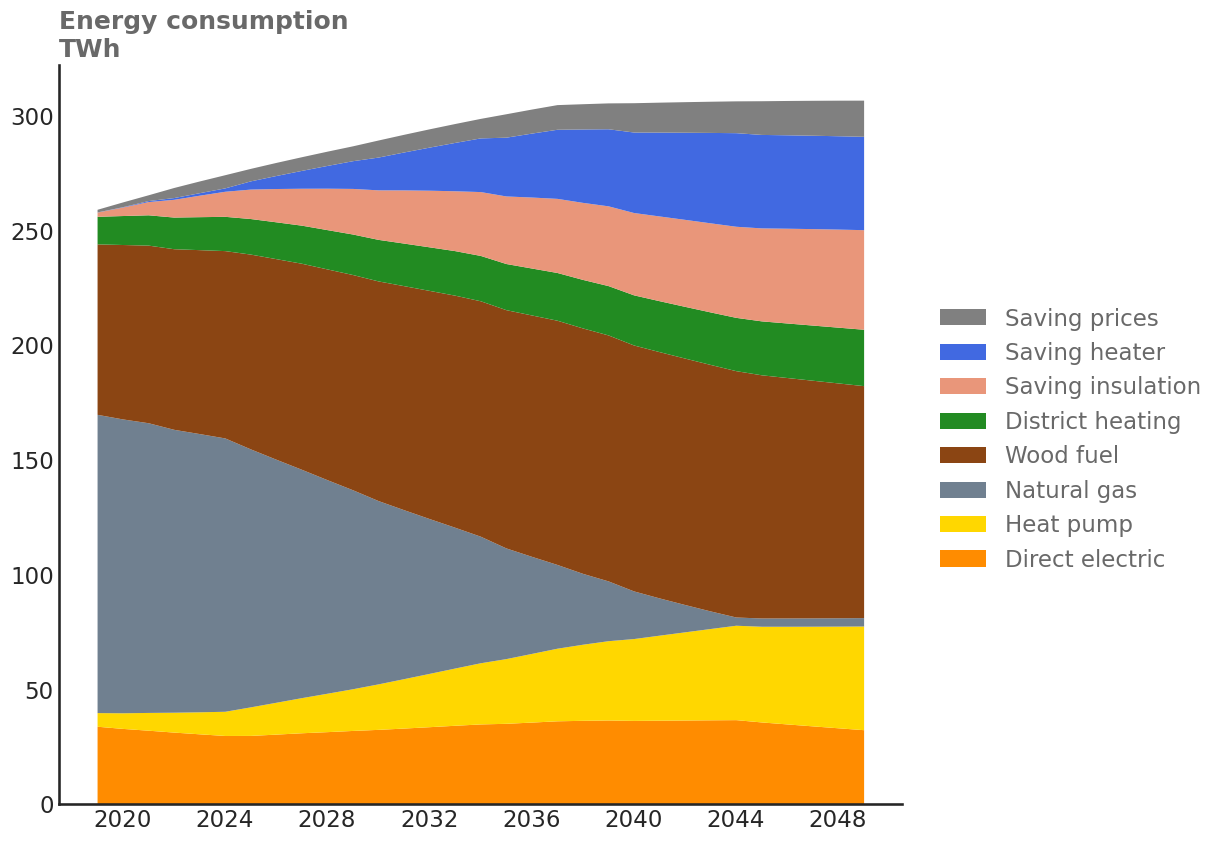 Energy consumption
TWh
300
250
200
150
100
50
0
2020 2024 2028 2032 2036 2040 2044 2048
Saving prices
Saving heater
Saving insulation
District heating
Wood fuel
Natural gas
Heat pump
Direct electric